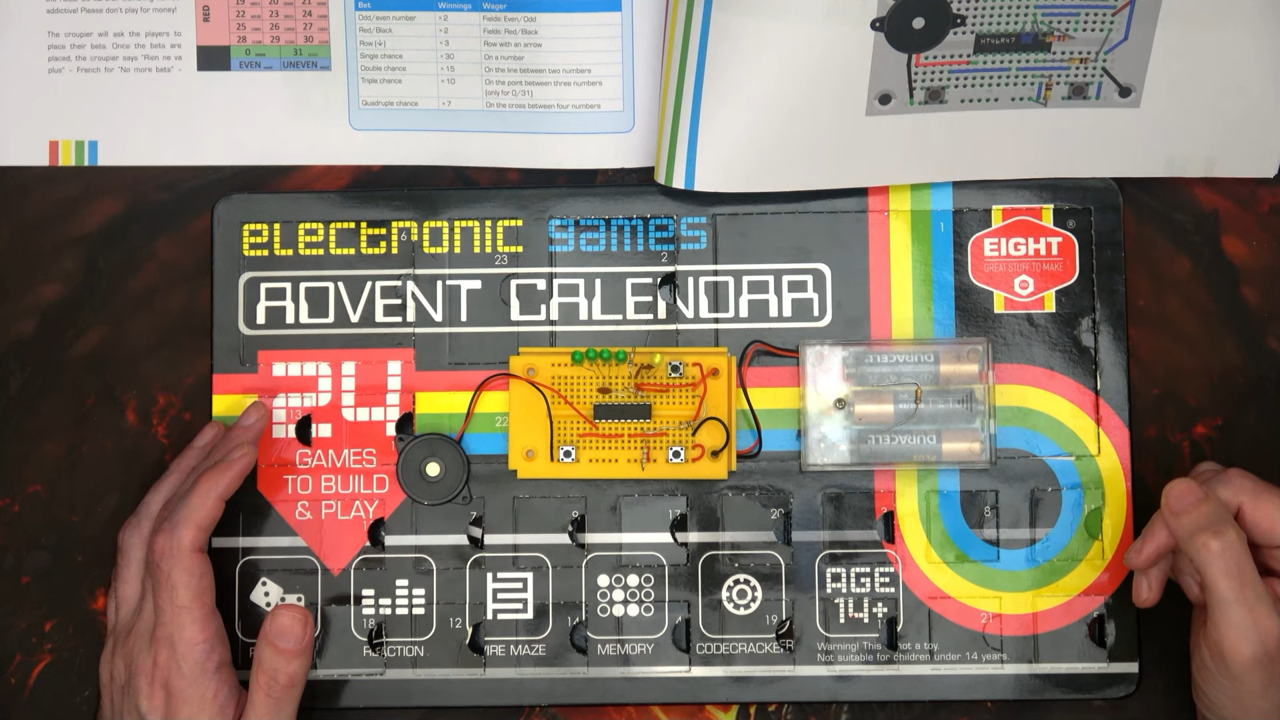 addictive! Please don't play for money!
The croupier will ask the players to
place their bets. Once the bets are
placed, the croupier says "Rien ne va
plus" – French for "No more bets" –
RED
19 20 21
22 23 24
25 26 27
28 29 30
0 31
EVEN UNEVEN
Bet Winnings Wager
Odd/even number ×2 Fields: Even/Odd
Red/Black ×2 Fields: Red/Black
Row (↓) ×3 Row with an arrow
Single chance ×30 On a number
Double chance ×15 On the line between two numbers
Triple chance ×10 On the point between three numbers
(only for 0/31)
Quadruple chance ×7 On the cross between four numbers
HT46R47
electronic games
6
23
2
1
ADVENT CALENDAR
EIGHT
GREAT STUFF TO MAKE
®
24
13
22
GAMES
TO BUILD
& PLAY
DURACELL
DURACELL
7
9
17
20
3
8
11
REACTION
WIRE MAZE
MEMORY
CODECRACKER
AGE
14+
18
12
14
4
19
21
5
Warning! This not a toy.
Not suitable for children under 14 years.